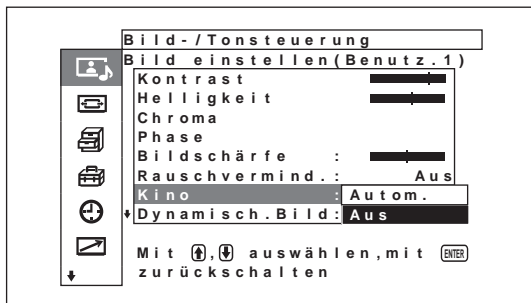 Bild-/Tonsteuerung
Bild einstellen(Benutz.1)
Kontrast
Helligkeit
Chroma
Phase
Bildschärfe :
Rauschvermind.: Aus
Kino : Autom.
Dynamisch.Bild: Aus
Mit ↑,↓ auswählen,mit ENTER
zurückschalten